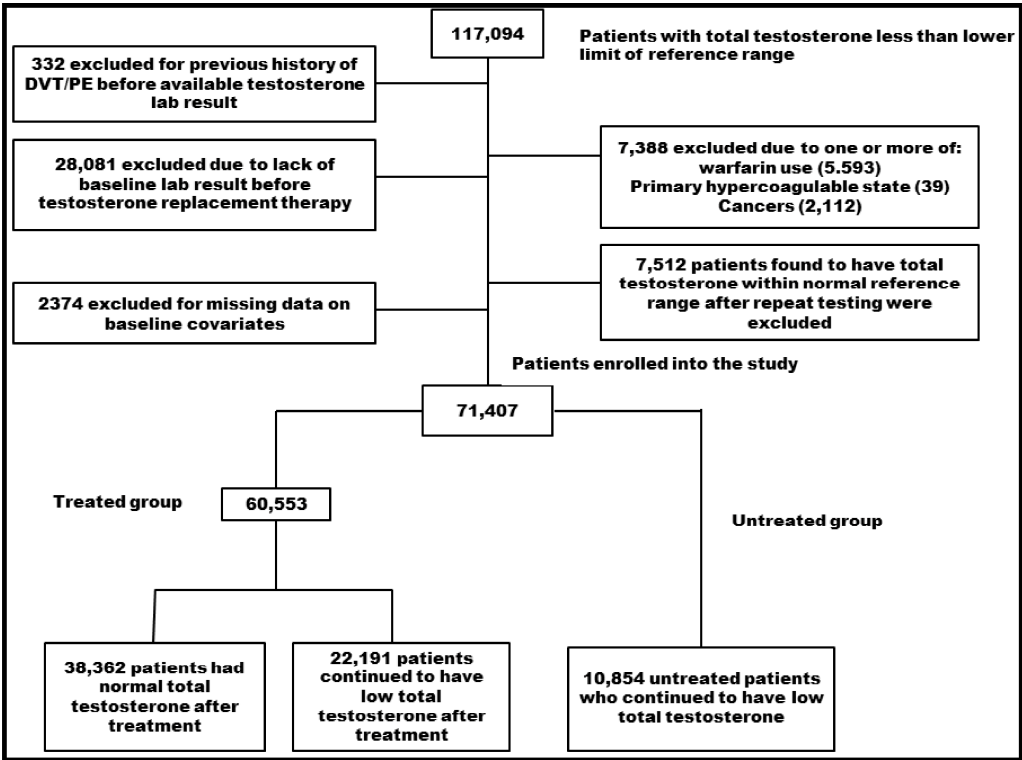 117,094
Patients with total testosterone less than lower
limit of reference range
332 excluded for previous history of
DVT/PE before available testosterone
lab result
7,388 excluded due to one or more of:
warfarin use (5.593)
Primary hypercoagulable state (39)
Cancers (2,112)
28,081 excluded due to lack of
baseline lab result before
testosterone replacement therapy
7,512 patients found to have total
testosterone within normal reference
range after repeat testing were
excluded
2374 excluded for missing data on
baseline covariates
Patients enrolled into the study
71,407
Treated group
60,553
Untreated group
38,362 patients had
normal total
testosterone after
treatment
22,191 patients
continued to have
low total
testosterone after
treatment
10,854 untreated patients
who continued to have low
total testosterone